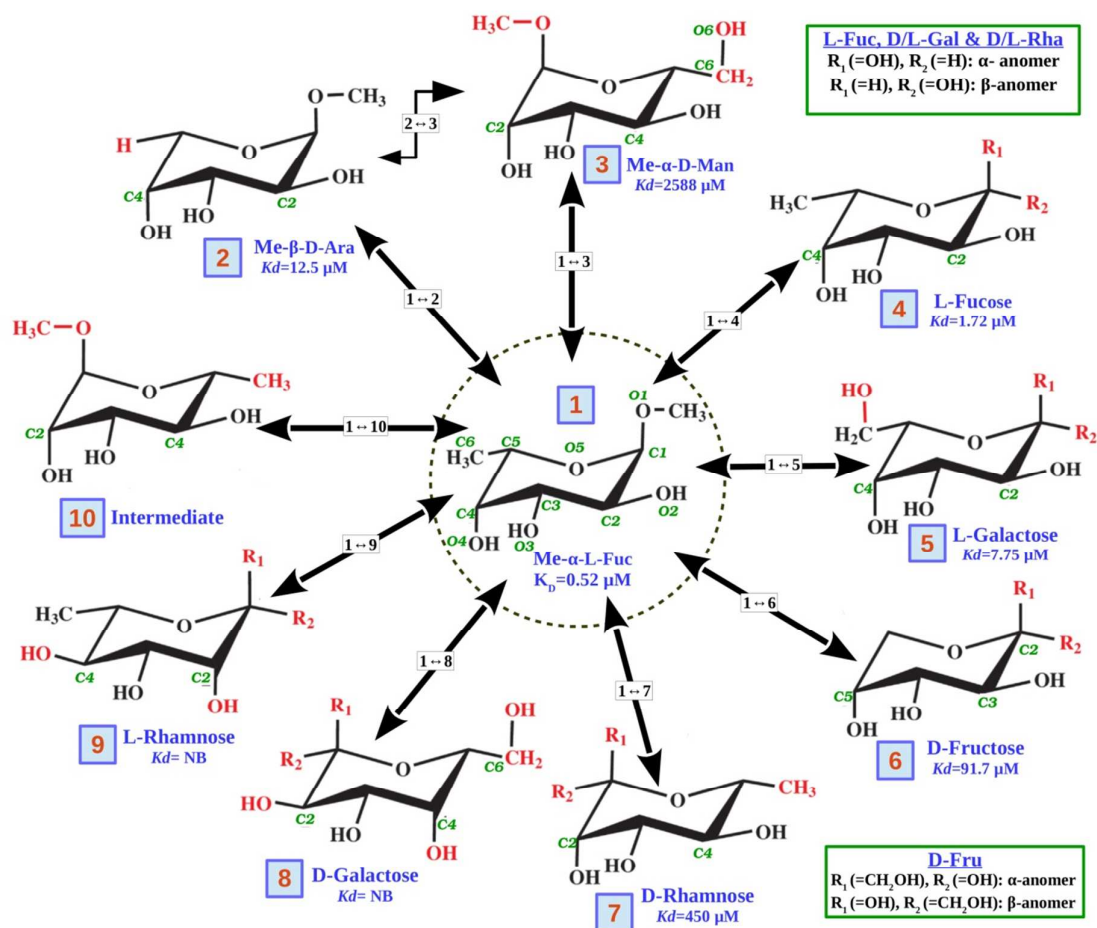 H₃C—O
O6 OH
C6
CH₂
O
OH
C2
HO
C4
OH
3 Me-α-D-Man
Kd=2588 µM
L-Fuc, D/L-Gal & D/L-Rha
R₁(=OH), R₂(=H): α- anomer
R₁(=H), R₂(=OH): β-anomer
2↔3
O—CH₃
H
O
OH
C4
C2
HO
OH
2 Me-β-D-Ara
Kd=12.5 µM
1↔2
1↔3
1↔4
R₁
R₂
H₃C
O
OH
C4
C2
HO
OH
4 L-Fucose
Kd=1.72 µM
H₃C—O
O
CH₃
OH
C2
C4
HO
OH
10 Intermediate
1↔10
1
O1
O—CH₃
C6
H₃C
C5
O5
C1
O
C3
OH
C4
C2
O2
HO
O4
OH
O3
Me-α-L-Fuc
K_D=0.52 µM
1↔5
HO
H₂C
R₁
R₂
O
OH
C4
C2
HO
OH
5 L-Galactose
Kd=7.75 µM
1↔9
R₁
R₂
H₃C
O
HO
C4
C2
HO
OH
9 L-Rhamnose
Kd= NB
1↔8
R₁
R₂
OH
CH₂
C6
O
HO
C2
C4
HO
OH
8 D-Galactose
Kd= NB
1↔7
R₁
R₂
O
CH₃
OH
C2
C4
HO
OH
7 D-Rhamnose
Kd=450 µM
1↔6
R₁
R₂
O
C2
OH
C5
C3
HO
OH
6 D-Fructose
Kd=91.7 µM
D-Fru
R₁(=CH₂OH), R₂(=OH): α-anomer
R₁(=OH), R₂(=CH₂OH): β-anomer